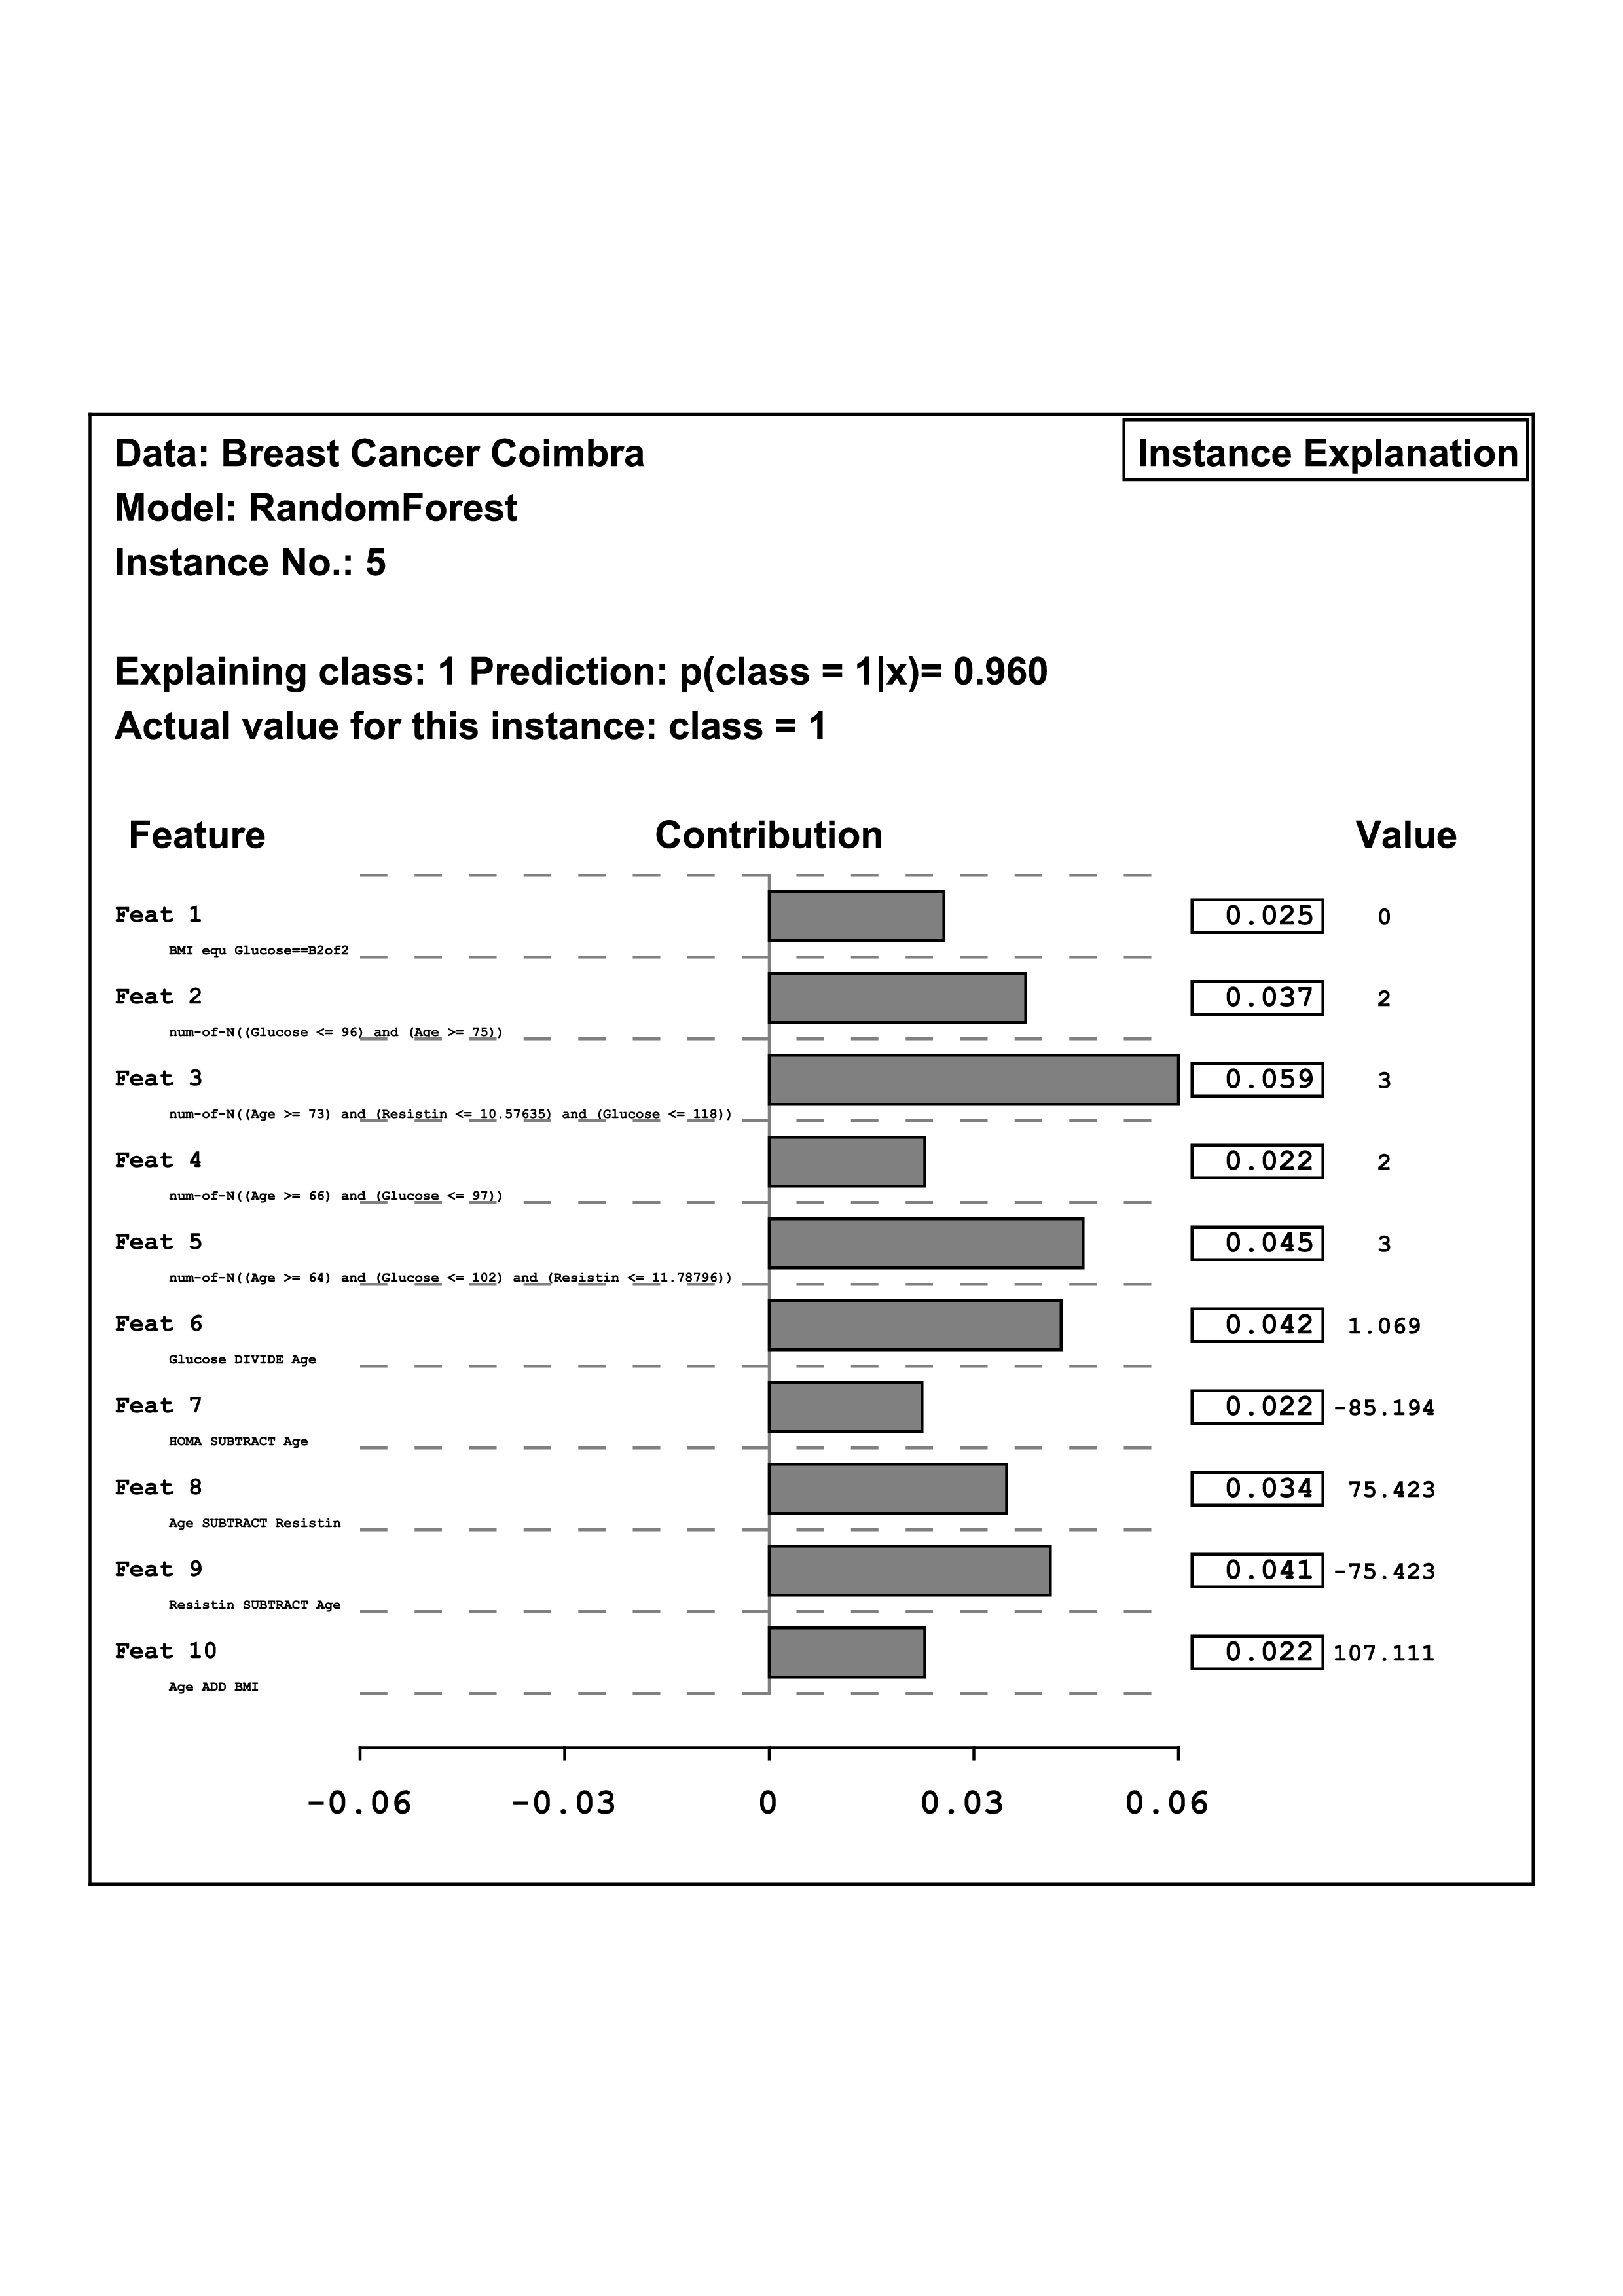 Data: Breast Cancer Coimbra
Instance Explanation
Model: RandomForest
Instance No.: 5
Explaining class: 1 Prediction: p(class = 1|x)= 0.960
Actual value for this instance: class = 1
Feature Contribution Value
Feat 1 0.025 0
BMI equ Glucose==B2of2
Feat 2 0.037 2
num-of-N((Glucose <= 96) and (Age >= 75))
Feat 3 0.059 3
num-of-N((Age >= 73) and (Resistin <= 10.57635) and (Glucose <= 118))
Feat 4 0.022 2
num-of-N((Age >= 66) and (Glucose <= 97))
Feat 5 0.045 3
num-of-N((Age >= 64) and (Glucose <= 102) and (Resistin <= 11.78796))
Feat 6 0.042 1.069
Glucose DIVIDE Age
Feat 7 0.022 -85.194
HOMA SUBTRACT Age
Feat 8 0.034 75.423
Age SUBTRACT Resistin
Feat 9 0.041 -75.423
Resistin SUBTRACT Age
Feat 10 0.022 107.111
Age ADD BMI
-0.06 -0.03 0 0.03 0.06